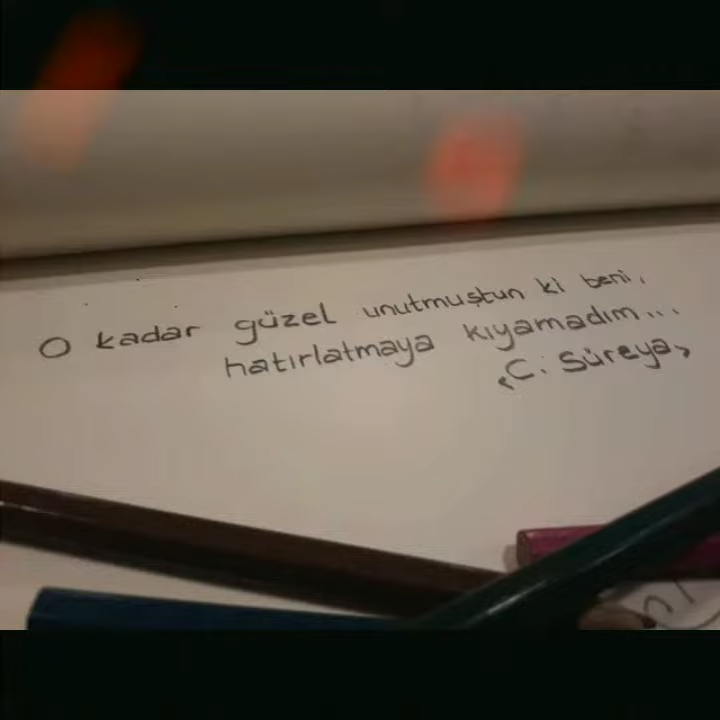 O kadar güzel unutmuştun ki beni,
hatırlatmaya kıyamadım...
<C. Süreya>